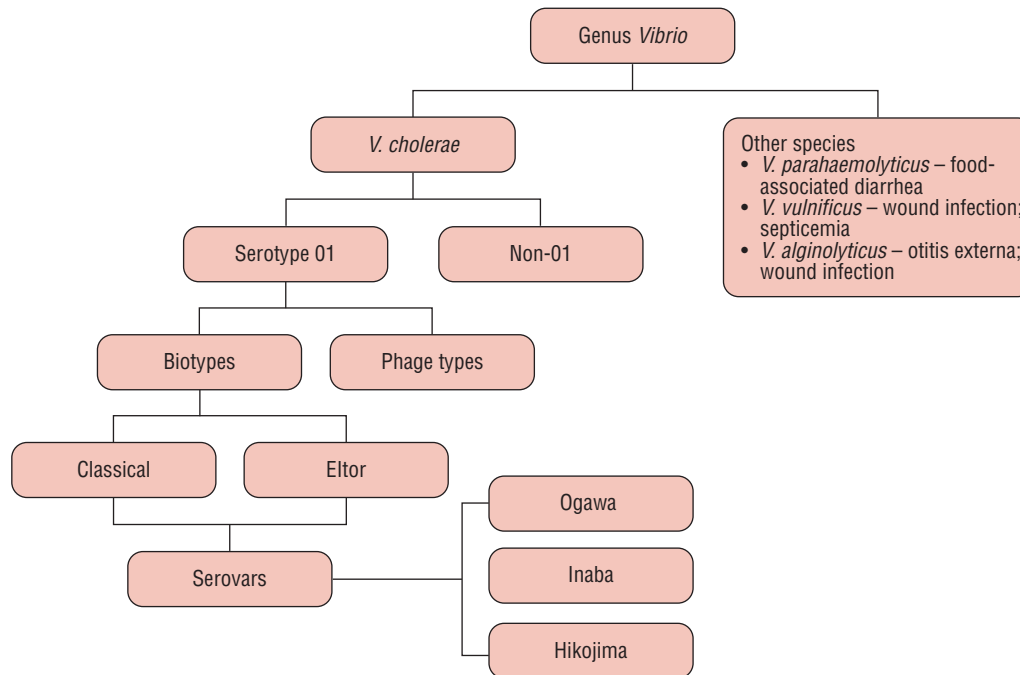 Genus Vibrio
V. cholerae
Other species
• V. parahaemolyticus – food-
associated diarrhea
• V. vulnificus – wound infection;
septicemia
• V. alginolyticus – otitis externa;
wound infection
Serotype 01
Non-01
Biotypes
Phage types
Classical
Eltor
Serovars
Ogawa
Inaba
Hikojima